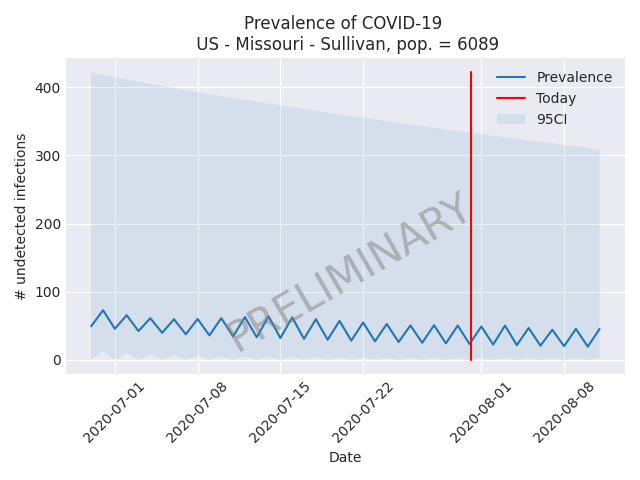 Prevalence of COVID-19
US - Missouri - Sullivan, pop. = 6089
# undetected infections
400
300
200
100
0
Prevalence
Today
95CI
PRELIMINARY
2020-07-01
2020-07-08
2020-07-15
2020-07-22
2020-08-01
2020-08-08
Date